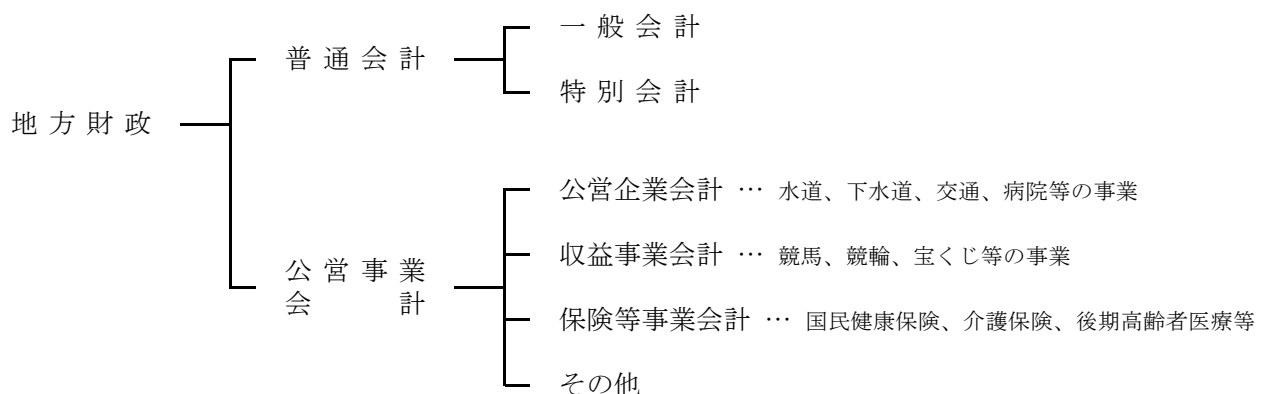 一般会計
普通会計
特別会計
地方財政
公営企業会計 … 水道、下水道、交通、病院等の事業
収益事業会計 … 競馬、競輪、宝くじ等の事業
公営事業
会計
保険等事業会計 … 国民健康保険、介護保険、後期高齢者医療等
その他